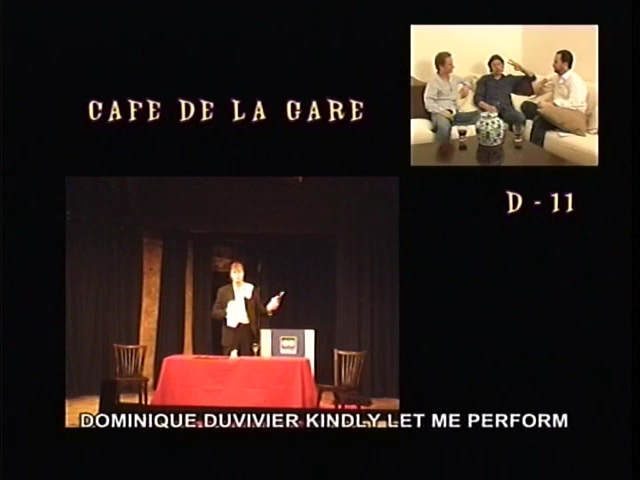 CAFE DE LA GARE
D - 11
DOMINIQUE DUVIVIER KINDLY LET ME PERFORM